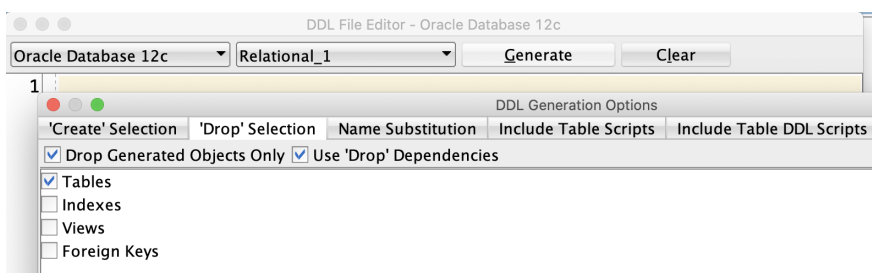 DDL File Editor - Oracle Database 12c
Oracle Database 12c Relational_1 Generate Clear
1
DDL Generation Options
'Create' Selection 'Drop' Selection Name Substitution Include Table Scripts Include Table DDL Scripts
Drop Generated Objects Only Use 'Drop' Dependencies
Tables
Indexes
Views
Foreign Keys